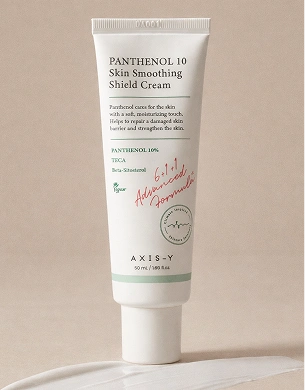 PANTHENOL 10
Skin Smoothing
Shield Cream
Panthenol cares for the skin
with a soft, moisturizing touch.
Helps to repair a damaged skin
barrier and strengthen the skin.
PANTHENOL 10%
TECA
Beta-Sitosterol
Vegan
6+1+1
Advanced
Formula
AXIS-Y
50 mL / 1.69 fl.oz